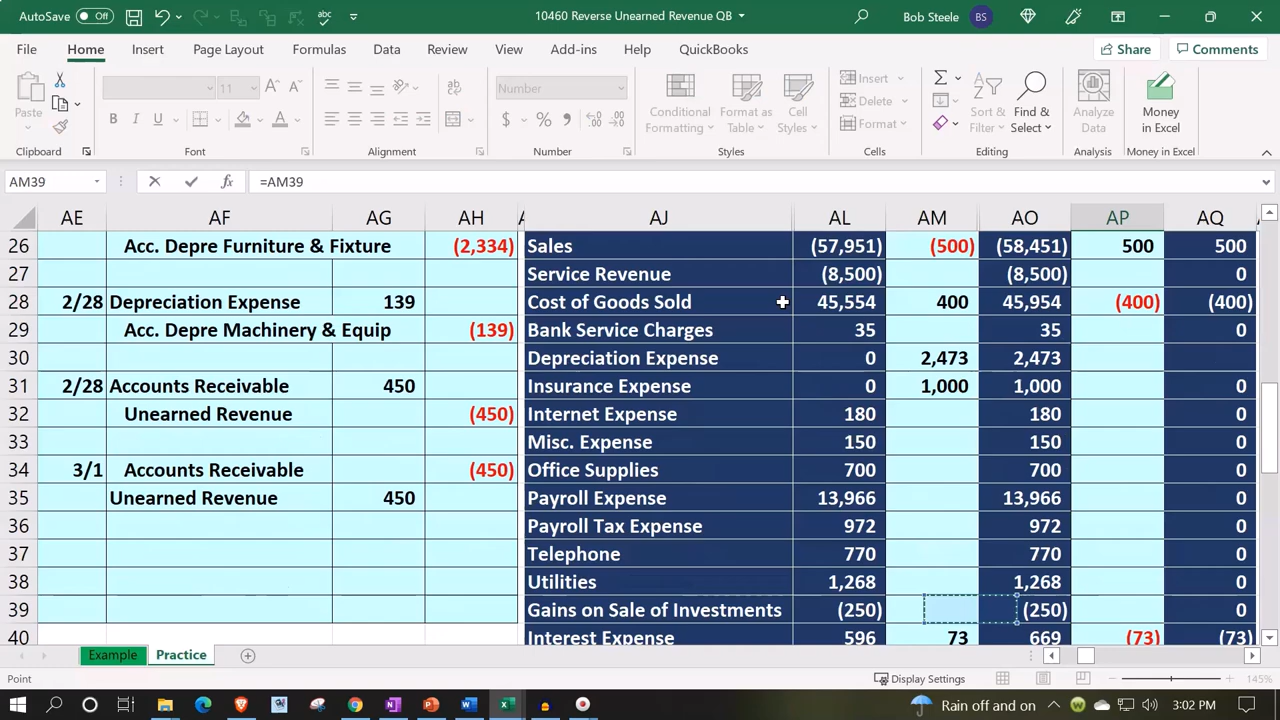 AutoSave Off 10460 Reverse Unearned Revenue QB Bob Steele BS
File Home Insert Page Layout Formulas Data Review View Add-ins Help QuickBooks Share Comments
11 Number Insert
Paste B I U $ % Conditional Formatting Format as Table Cell Styles Delete Format Sort & Filter Find & Select Analyze Data Money in Excel
Clipboard Font Alignment Number Styles Cells Editing Analysis Money in Excel
AM39 fx =AM39
AE AF AG AH AJ AL AM AO AP AQ
26 Acc. Depre Furniture & Fixture (2,334) Sales (57,951) (500) (58,451) 500 500
27 Service Revenue (8,500) (8,500) 0
28 2/28 Depreciation Expense 139 Cost of Goods Sold 45,554 400 45,954 (400) (400)
29 Acc. Depre Machinery & Equip (139) Bank Service Charges 35 35 0
30 Depreciation Expense 0 2,473 2,473
31 2/28 Accounts Receivable 450 Insurance Expense 0 1,000 1,000 0
32 Unearned Revenue (450) Internet Expense 180 180 0
33 Misc. Expense 150 150 0
34 3/1 Accounts Receivable (450) Office Supplies 700 700 0
35 Unearned Revenue 450 Payroll Expense 13,966 13,966 0
36 Payroll Tax Expense 972 972 0
37 Telephone 770 770 0
38 Utilities 1,268 1,268 0
39 Gains on Sale of Investments (250) (250) 0
40 Interest Expense 596 73 669 (73) (73)
Example Practice
Point Display Settings 145%
Rain off and on 3:02 PM